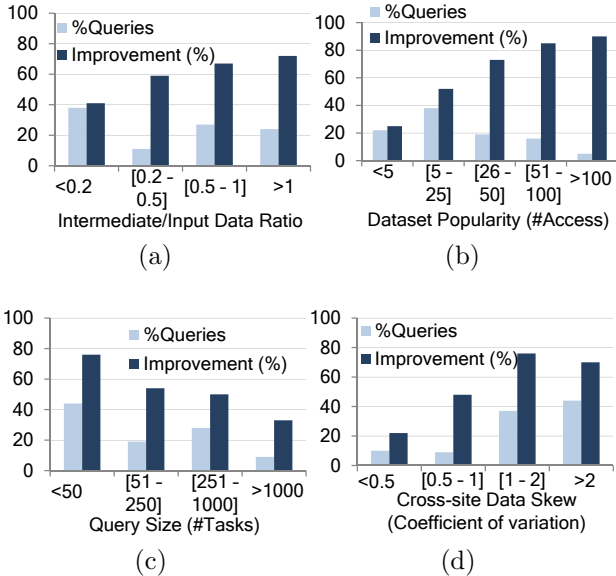 100
80
60
40
20
0
%Queries
Improvement (%)
<0.2
[0.2 -
0.5]
[0.5 - 1]
>1
Intermediate/Input Data Ratio
(a)
100
80
60
40
20
0
%Queries
Improvement (%)
<5
[5 -
25]
[26 -
50]
[51 -
100]
>100
Dataset Popularity (#Access)
(b)
100
80
60
40
20
0
%Queries
Improvement (%)
<50
[51 -
250]
[251 -
1000]
>1000
Query Size (#Tasks)
(c)
100
80
60
40
20
0
%Queries
Improvement (%)
<0.5
[0.5 - 1]
[1 - 2]
>2
Cross-site Data Skew
(Coefficient of variation)
(d)